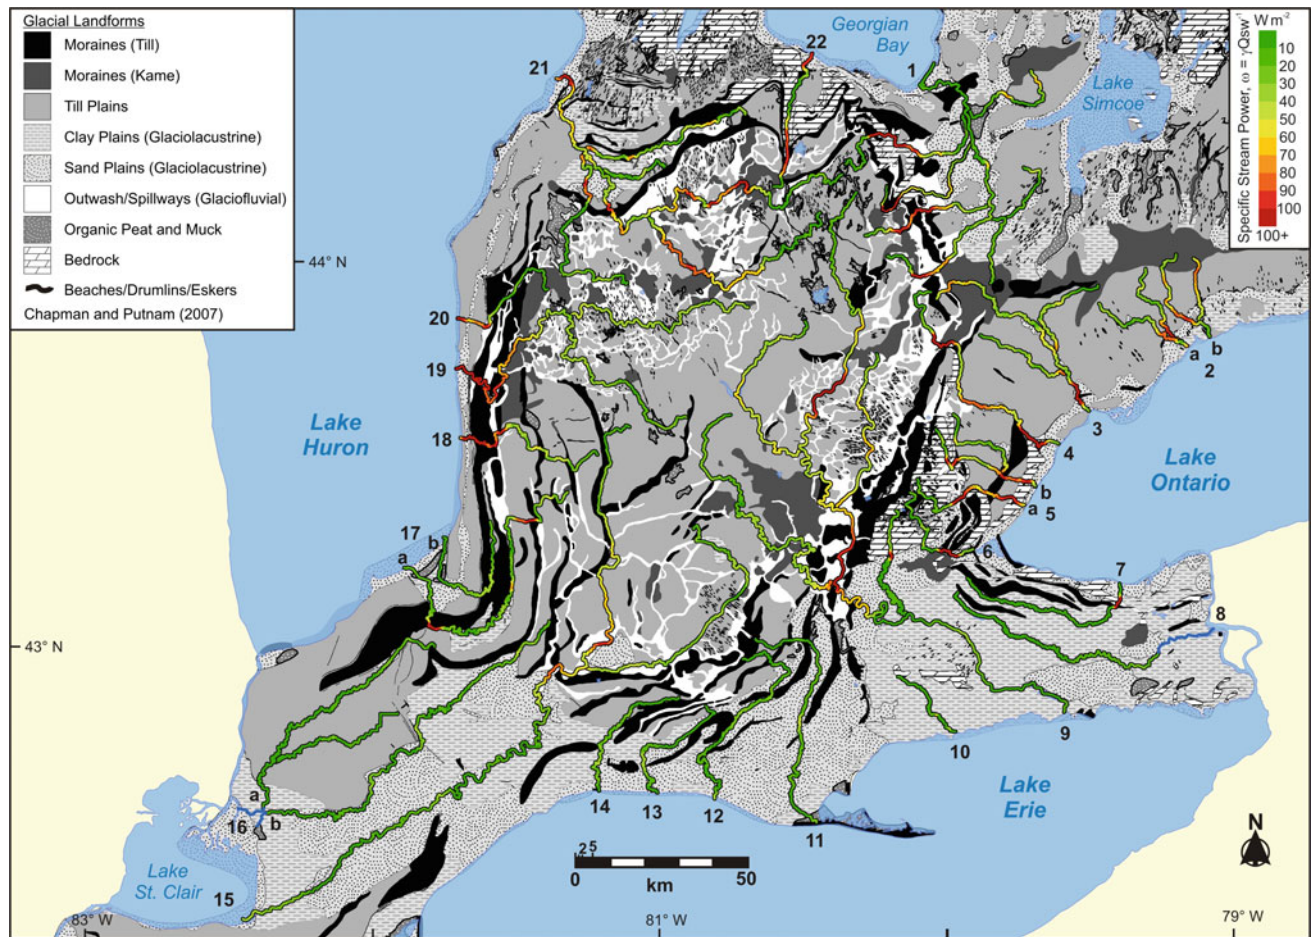 Glacial Landforms
Moraines (Till)
Moraines (Kame)
Till Plains
Clay Plains (Glaciolacustrine)
Sand Plains (Glaciolacustrine)
Outwash/Spillways (Glaciofluvial)
Organic Peat and Muck
Bedrock
Beaches/Drumlins/Eskers
Chapman and Putnam (2007)
Georgian
Bay
Lake
Simcoe
Specific Stream Power, ω = γQsw⁻¹
W m⁻²
10
20
30
40
50
60
70
80
90
100
100+
22
21
1
44° N
20
19
18
a
b
2
3
4
b
a
5
6
7
8
17
b
a
Lake
Huron
Lake
Ontario
43° N
10
9
Lake
Erie
14
13
12
11
a
16
b
Lake
St. Clair
15
2.5
0
50
km
N
83° W
81° W
79° W